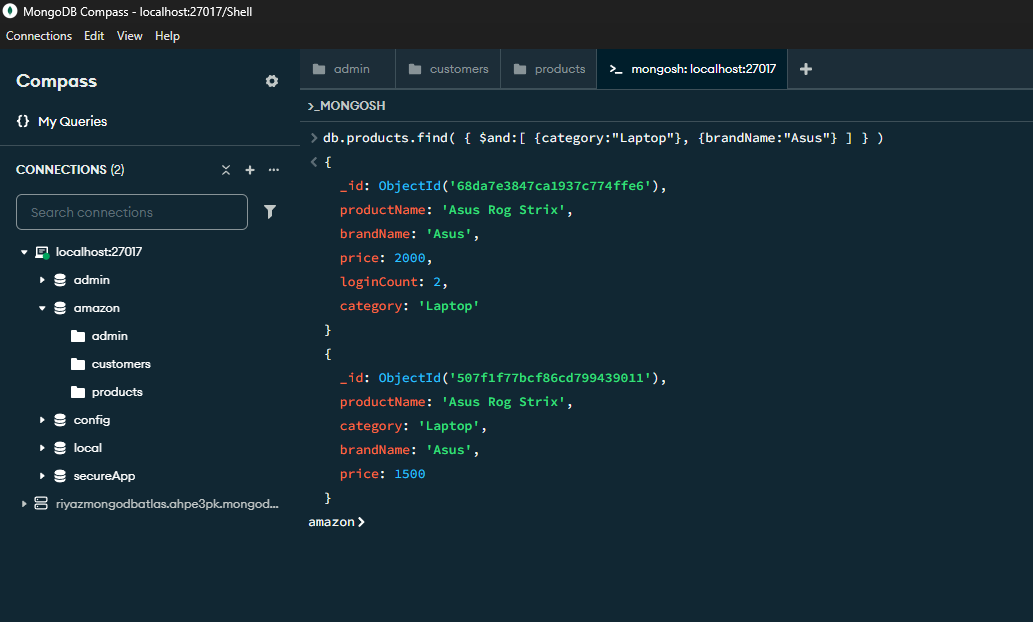 MongoDB Compass - localhost:27017/Shell
Connections Edit View Help
Compass
{} My Queries
CONNECTIONS (2)
Search connections
localhost:27017
admin
amazon
admin
customers
products
config
local
secureApp
riyazmongodbatlas.ahpe3pk.mongod...
admin customers products >_ mongosh: localhost:27017
>_MONGOSH
> db.products.find( { $and:[ {category:"Laptop"}, {brandName:"Asus"} ] } )
< {
_id: ObjectId('68da7e3847ca1937c774ffe6'),
productName: 'Asus Rog Strix',
brandName: 'Asus',
price: 2000,
loginCount: 2,
category: 'Laptop'
}
{
_id: ObjectId('507f1f77bcf86cd799439011'),
productName: 'Asus Rog Strix',
category: 'Laptop',
brandName: 'Asus',
price: 1500
}
amazon>